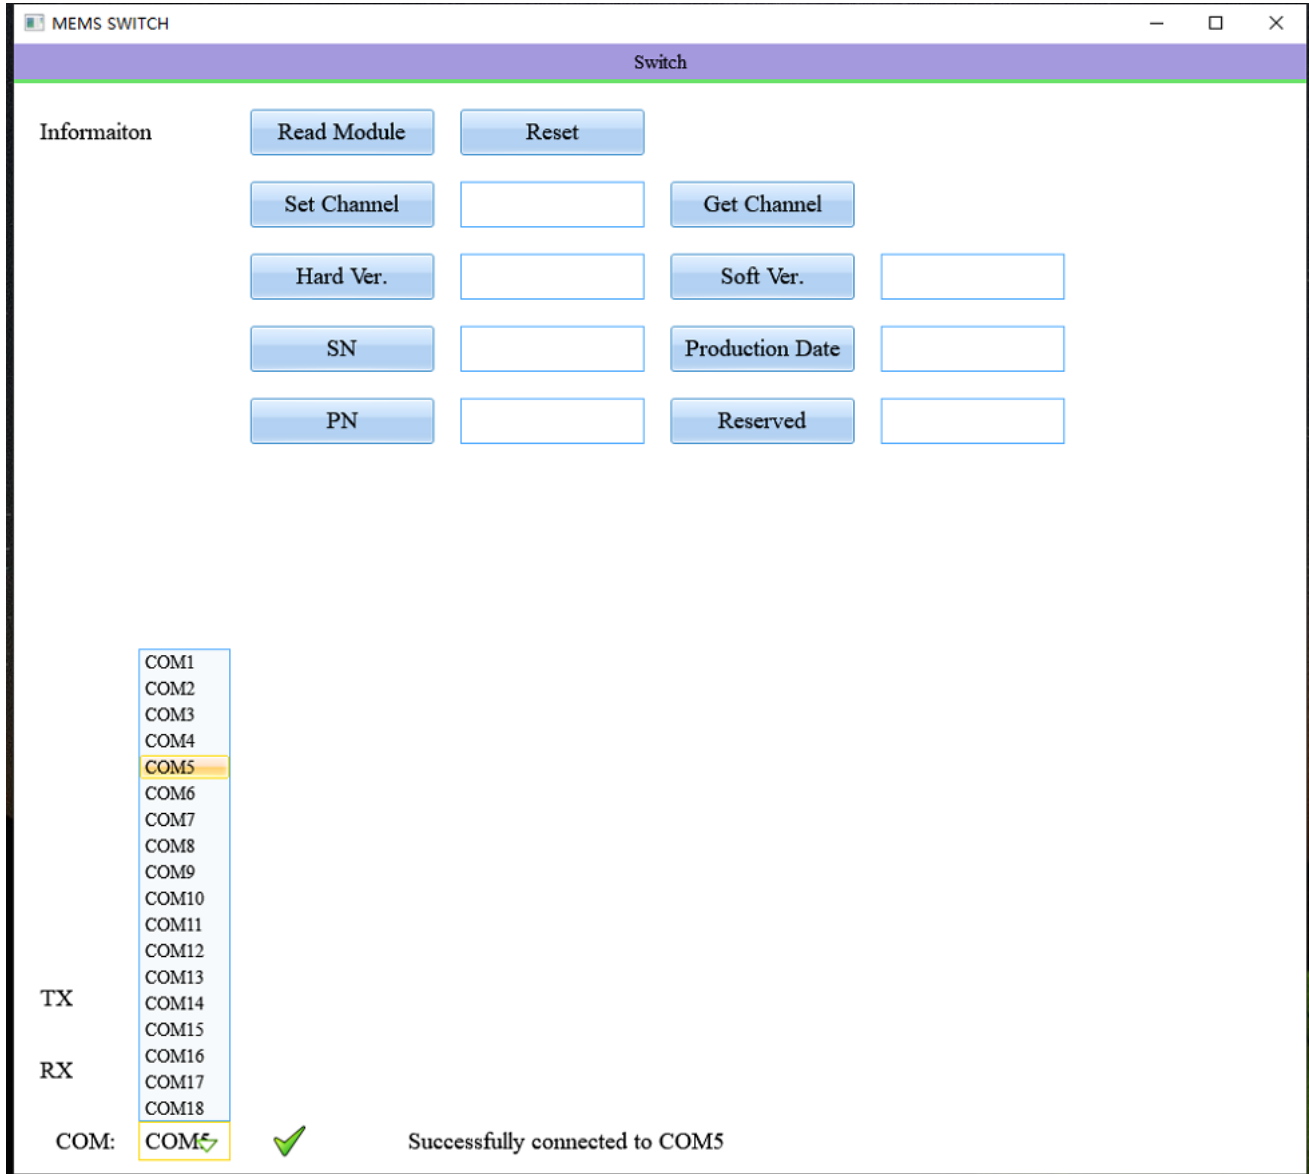 MEMS SWITCH
Switch
Informaiton Read Module Reset
Set Channel Get Channel
Hard Ver. Soft Ver.
SN Production Date
PN Reserved
COM1
COM2
COM3
COM4
COM5
COM6
COM7
COM8
COM9
COM10
COM11
COM12
COM13
TX
COM14
COM15
COM16
RX
COM17
COM18
COM: COM5 Successfully connected to COM5